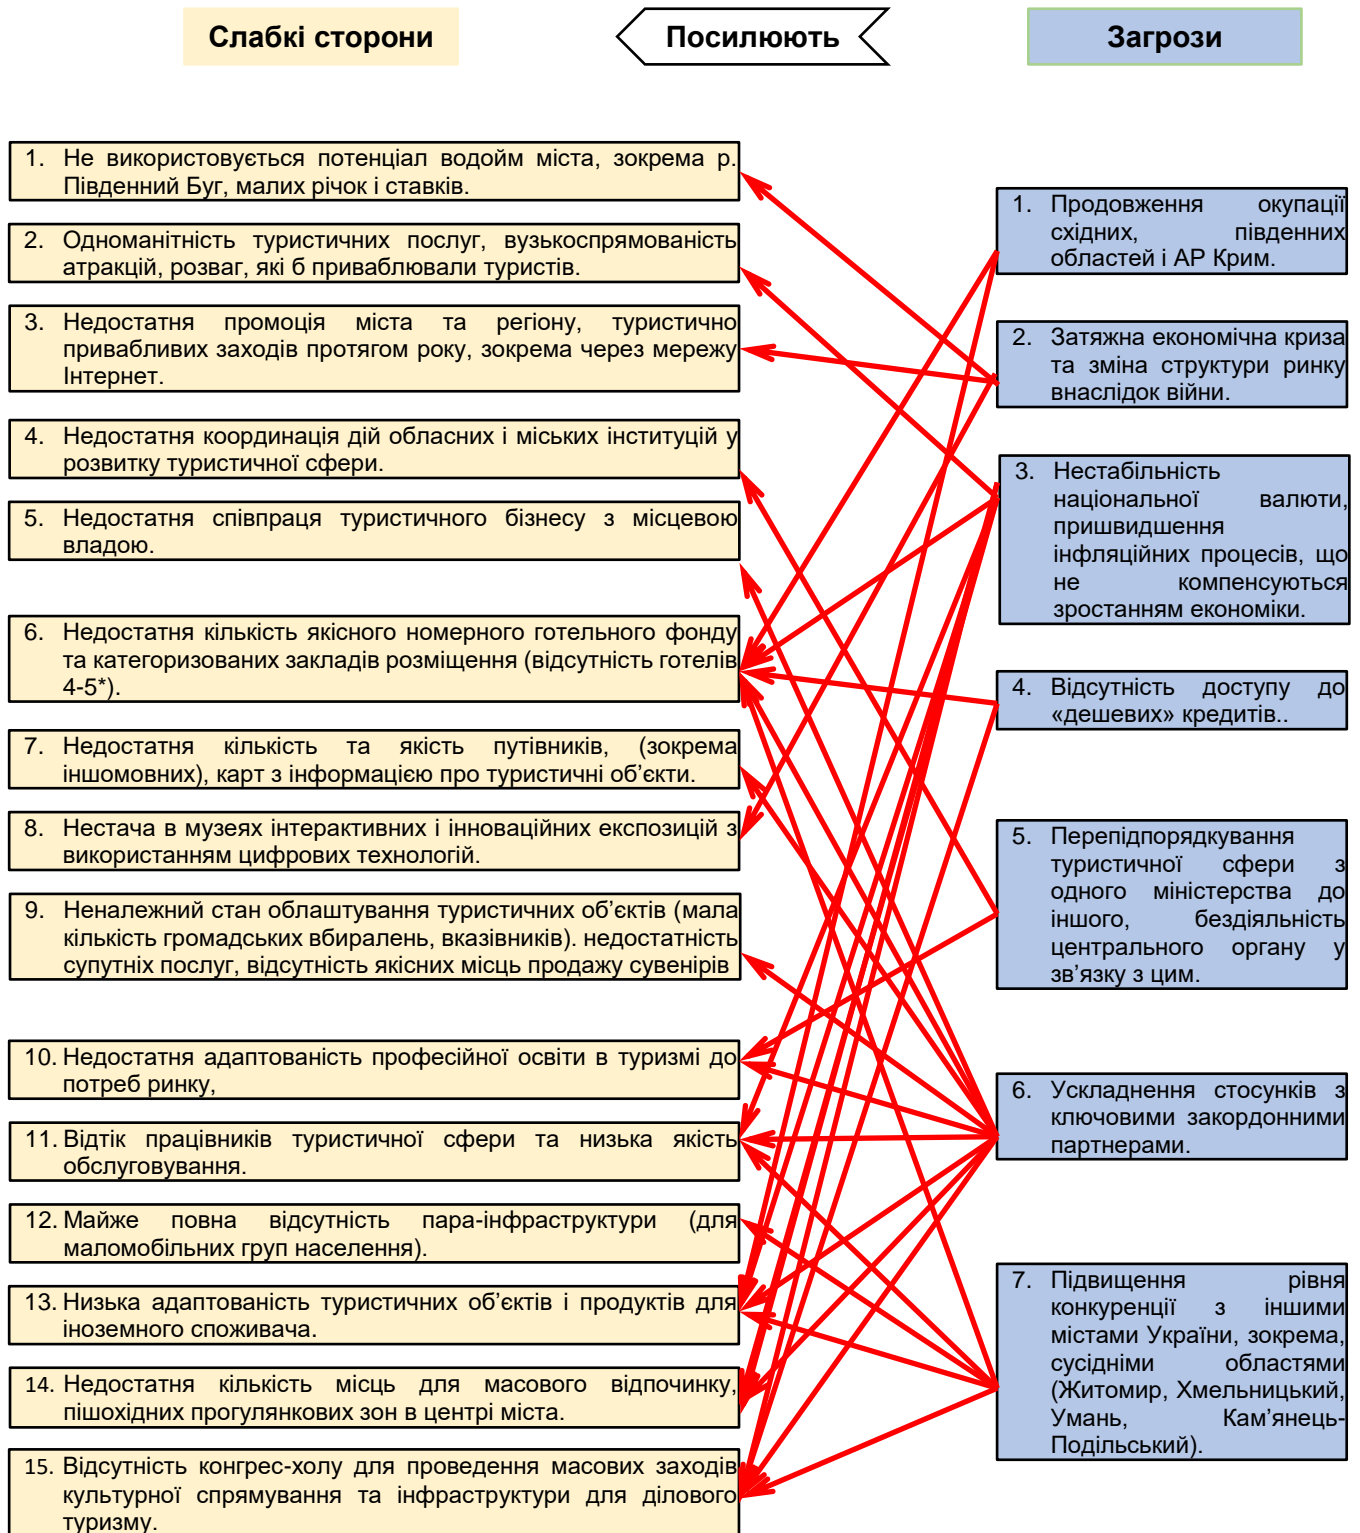 Слабкі сторони
Посилюють
Загрози
1. Не використовується потенціал водойм міста, зокрема р.
Південний Буг, малих річок і ставків.
2. Одноманітність туристичних послуг, вузькоспрямованість
атракцій, розваг, які б приваблювали туристів.
3. Недостатня промоція міста та регіону, туристично
привабливих заходів протягом року, зокрема через мережу
Інтернет.
4. Недостатня координація дій обласних і міських інституцій у
розвитку туристичної сфери.
5. Недостатня співпраця туристичного бізнесу з місцевою
владою.
6. Недостатня кількість якісного номерного готельного фонду
та категоризованих закладів розміщення (відсутність готелів
4-5*).
7. Недостатня кількість та якість путівників, (зокрема
іншомовних), карт з інформацією про туристичні об’єкти.
8. Нестача в музеях інтерактивних і інноваційних експозицій з
використанням цифрових технологій.
9. Неналежний стан облаштування туристичних об’єктів (мала
кількість громадських вбиралень, вказівників). недостатність
супутніх послуг, відсутність якісних місць продажу сувенірів
10. Недостатня адаптованість професійної освіти в туризмі до
потреб ринку,
11. Відтік працівників туристичної сфери та низька якість
обслуговування.
12. Майже повна відсутність пара-інфраструктури (для
маломобільних груп населення).
13. Низька адаптованість туристичних об’єктів і продуктів для
іноземного споживача.
14. Недостатня кількість місць для масового відпочинку,
пішохідних прогулянкових зон в центрі міста.
15. Відсутність конгрес-холу для проведення масових заходів
культурної спрямування та інфраструктури для ділового
туризму.
1. Продовження окупації
східних, південних
областей і АР Крим.
2. Затяжна економічна криза
та зміна структури ринку
внаслідок війни.
3. Нестабільність
національної валюти,
пришвидшення
інфляційних процесів, що
не компенсуються
зростанням економіки.
4. Відсутність доступу до
«дешевих» кредитів..
5. Перепідпорядкування
туристичної сфери з
одного міністерства до
іншого, бездіяльність
центрального органу у
зв’язку з цим.
6. Ускладнення стосунків з
ключовими закордонними
партнерами.
7. Підвищення рівня
конкуренції з іншими
містами України, зокрема,
сусідніми областями
(Житомир, Хмельницький,
Умань, Кам’янець-
Подільський).